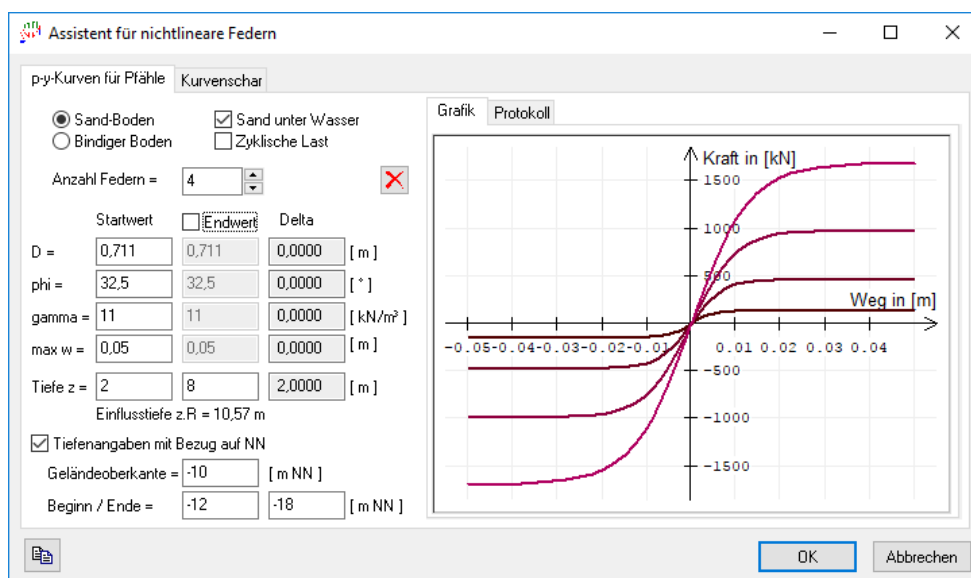 Assistent für nichtlineare Federn
p-y-Kurven für Pfähle Kurvenschar
Sand-Boden Sand unter Wasser
Bindiger Boden Zyklische Last
Anzahl Federn = 4
Startwert Endwert Delta
D = 0,711 0,711 0,0000 [ m ]
phi = 32,5 32,5 0,0000 [ ° ]
gamma = 11 11 0,0000 [ kN/m³ ]
max w = 0,05 0,05 0,0000 [ m ]
Tiefe z = 2 8 2,0000 [ m ]
Einflusstiefe z.R = 10,57 m
Tiefenangaben mit Bezug auf NN
Geländeoberkante = -10 [ m NN ]
Beginn / Ende = -12 -18 [ m NN ]
Grafik Protokoll
Kraft in [kN]
1500
1000
500
Weg in [m]
-0.05 -0.04 -0.03 -0.02 -0.01 0.01 0.02 0.03 0.04
-500
-1000
-1500
OK Abbrechen